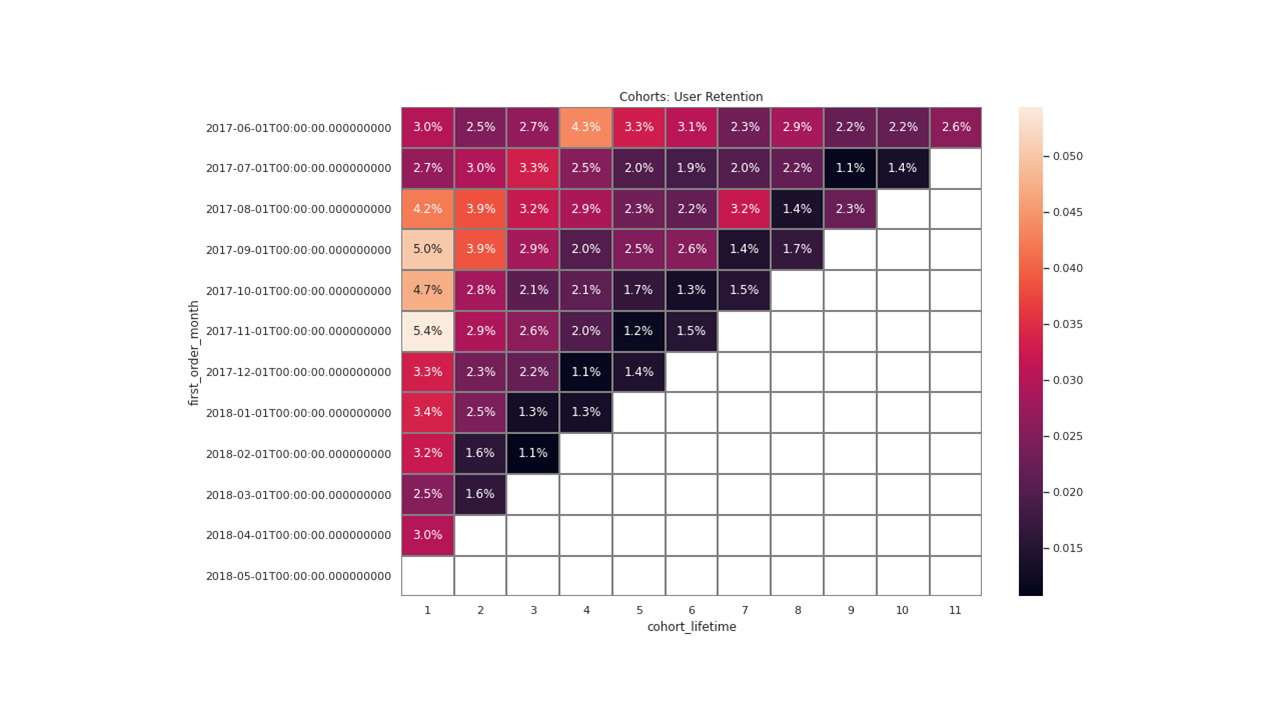 Cohorts: User Retention
2017-06-01T00:00:00.000000000 3.0% 2.5% 2.7% 4.3% 3.3% 3.1% 2.3% 2.9% 2.2% 2.2% 2.6%
0.050
2017-07-01T00:00:00.000000000 2.7% 3.0% 3.3% 2.5% 2.0% 1.9% 2.0% 2.2% 1.1% 1.4%
2017-08-01T00:00:00.000000000 4.2% 3.9% 3.2% 2.9% 2.3% 2.2% 3.2% 1.4% 2.3%
0.045
2017-09-01T00:00:00.000000000 5.0% 3.9% 2.9% 2.0% 2.5% 2.6% 1.4% 1.7%
0.040
2017-10-01T00:00:00.000000000 4.7% 2.8% 2.1% 2.1% 1.7% 1.3% 1.5%
0.035
2017-11-01T00:00:00.000000000 5.4% 2.9% 2.6% 2.0% 1.2% 1.5%
first_order_month
2017-12-01T00:00:00.000000000 3.3% 2.3% 2.2% 1.1% 1.4%
0.030
2018-01-01T00:00:00.000000000 3.4% 2.5% 1.3% 1.3%
0.025
2018-02-01T00:00:00.000000000 3.2% 1.6% 1.1%
2018-03-01T00:00:00.000000000 2.5% 1.6%
0.020
2018-04-01T00:00:00.000000000 3.0%
0.015
2018-05-01T00:00:00.000000000
1 2 3 4 5 6 7 8 9 10 11
cohort_lifetime